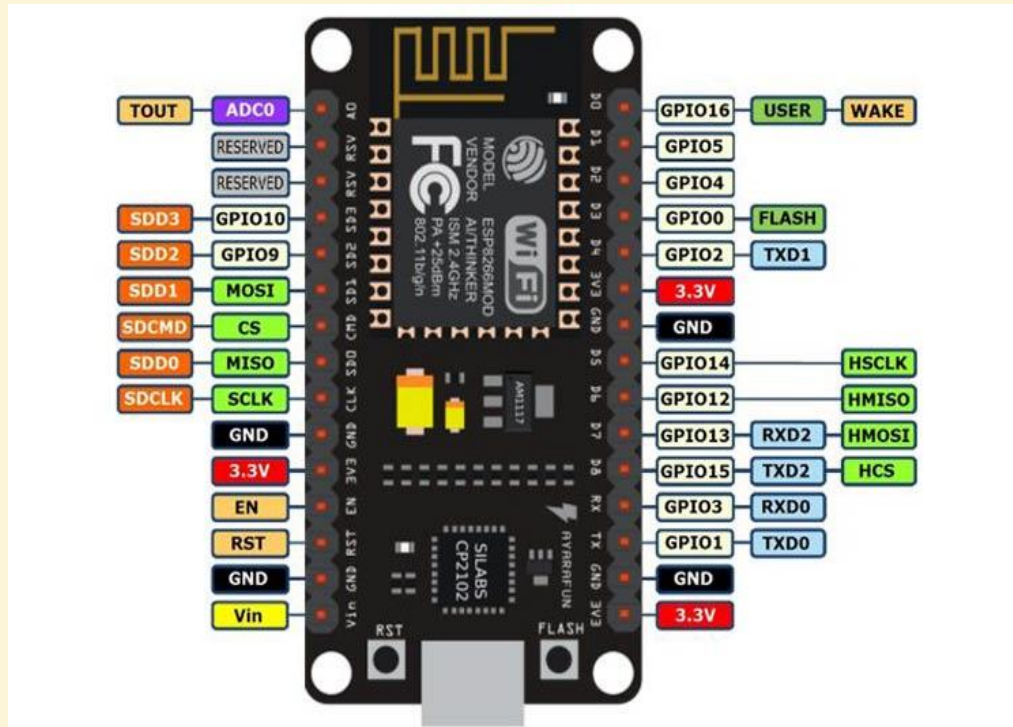 TOUT ADC0 A0 D0 GPIO16 USER WAKE
RESERVED RSV D1 GPIO5
RESERVED RSV D2 GPIO4
SDD3 GPIO10 SD3 D3 GPIO0 FLASH
SDD2 GPIO9 SD2 D4 GPIO2 TXD1
SDD1 MOSI SD1 3V3 3.3V
SDCMD CS CMD GND GND
SDD0 MISO SD0 D5 GPIO14 HSCLK
SDCLK SCLK CLK D6 GPIO12 HMISO
GND GND D7 GPIO13 RXD2 HMOSI
3.3V 3V3 D8 GPIO15 TXD2 HCS
EN EN RX GPIO3 RXD0
RST RST TX GPIO1 TXD0
GND GND GND GND
Vin Vin 3V3 3.3V
MODEL ESP8266MOD
VENDOR AI/THINKER
ISM 2.4GHz
PA +25dBm
802.11b/g/n
FC
WiFi
AM1117
SILABS
CP2102
AYARAFUN
RST
FLASH